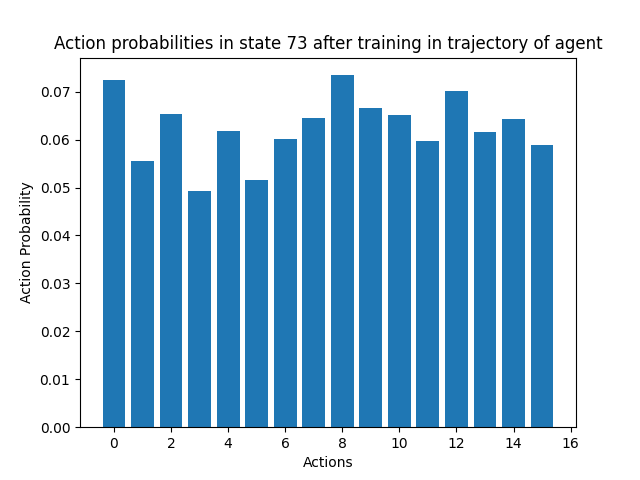 Action probabilities in state 73 after training in trajectory of agent
Action Probability
0.07
0.06
0.05
0.04
0.03
0.02
0.01
0.00
0 2 4 6 8 10 12 14 16
Actions